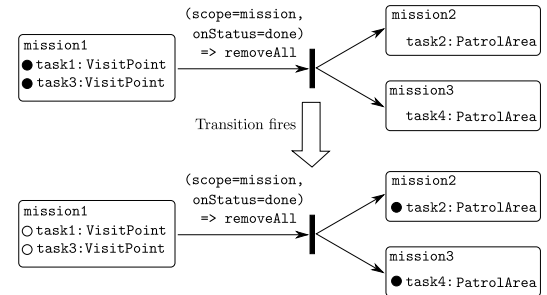 (scope=mission,
onStatus=done)
=> removeAll
mission1
task1: VisitPoint
task3: VisitPoint
mission2
task2: PatrolArea
mission3
task4: PatrolArea
Transition fires
(scope=mission,
onStatus=done)
=> removeAll
mission1
task1: VisitPoint
task3:VisitPoint
mission2
task2: PatrolArea
mission3
task4: PatrolArea